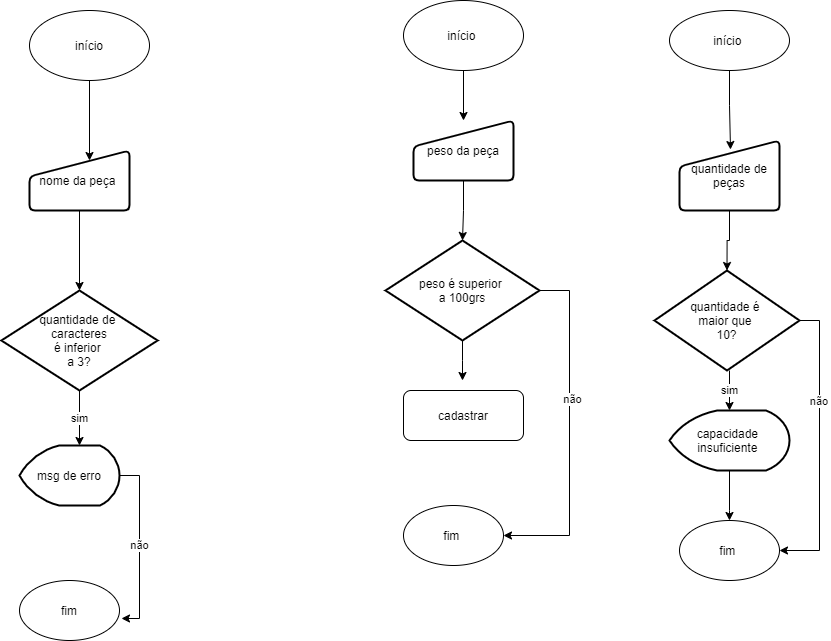 início
nome da peça
quantidade de
caracteres
é inferior
a 3?
sim
msg de erro
não
fim
início
peso da peça
peso é superior
a 100grs
cadastrar
não
fim
início
quantidade de
peças
quantidade é
maior que
10?
sim
não
capacidade
insuficiente
fim